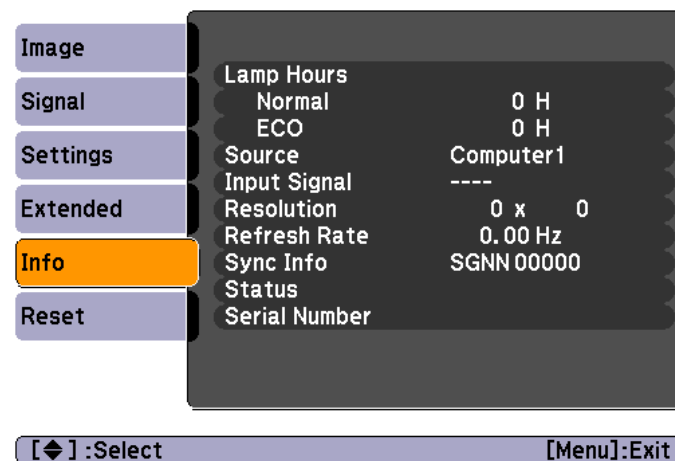 Image
Signal
Settings
Extended
Info
Reset
Lamp Hours
Normal 0 H
ECO 0 H
Source Computer1
Input Signal ----
Resolution 0 x 0
Refresh Rate 0.00 Hz
Sync Info SGNN 00000
Status
Serial Number
[◆] :Select [Menu]:Exit